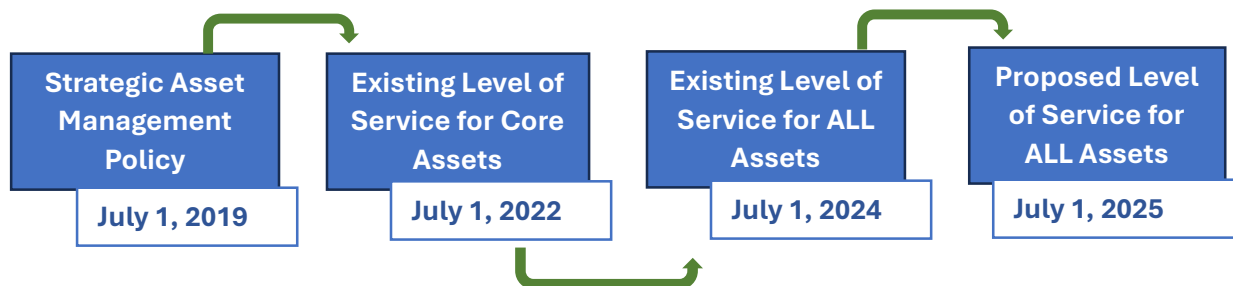 Strategic Asset
Management
Policy
July 1, 2019
Existing Level of
Service for Core
Assets
July 1, 2022
Existing Level of
Service for ALL
Assets
July 1, 2024
Proposed Level
of Service for
ALL Assets
July 1, 2025